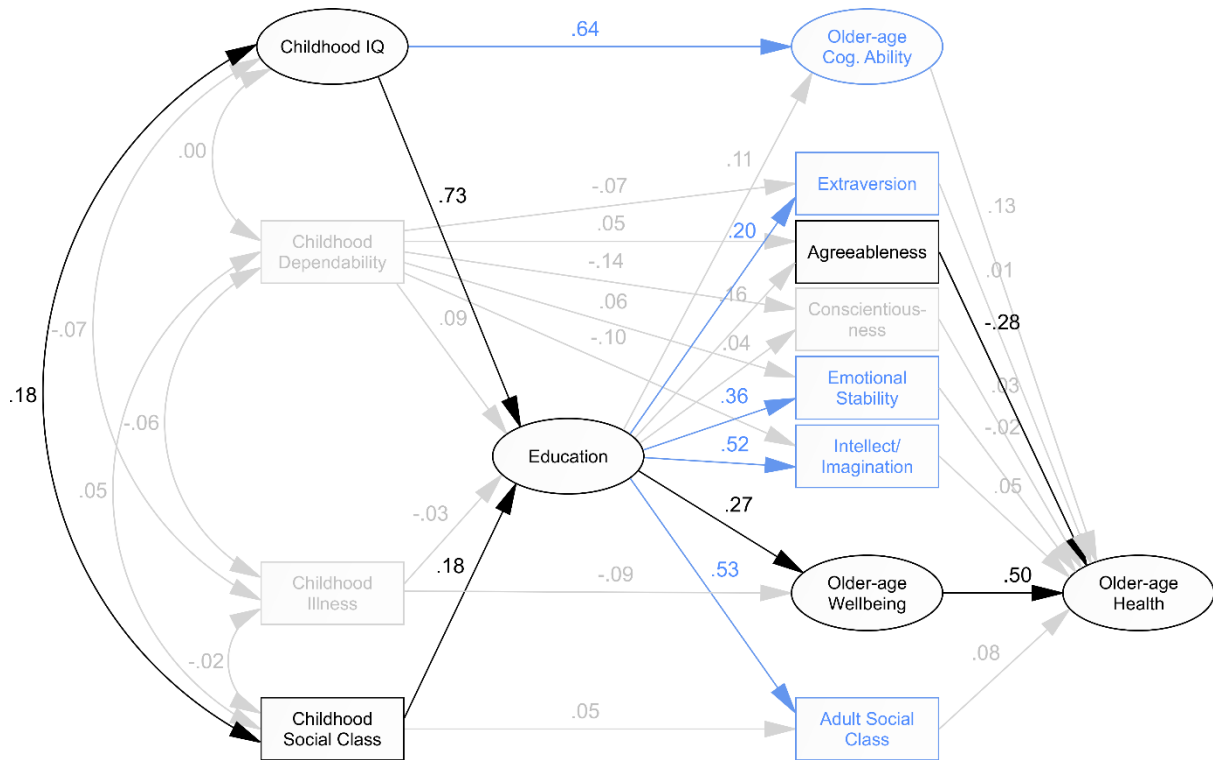 Childhood IQ
.64
Older-age
Cog. Ability
.00
.73
.11
-.07
Extraversion
.13
.05
.20
Childhood
Dependability
Agreeableness
.01
-.14
.06
.16
Conscientious-
ness
-.28
-.07
.09
-.10
.04
.18
-.06
.36
Emotional
Stability
.03
-.02
.52
Intellect/
Imagination
Education
.05
.05
.27
-.03
.18
Childhood
Illness
-.09
.53
Older-age
Wellbeing
.50
Older-age
Health
-.02
.08
Childhood
Social Class
.05
Adult Social
Class